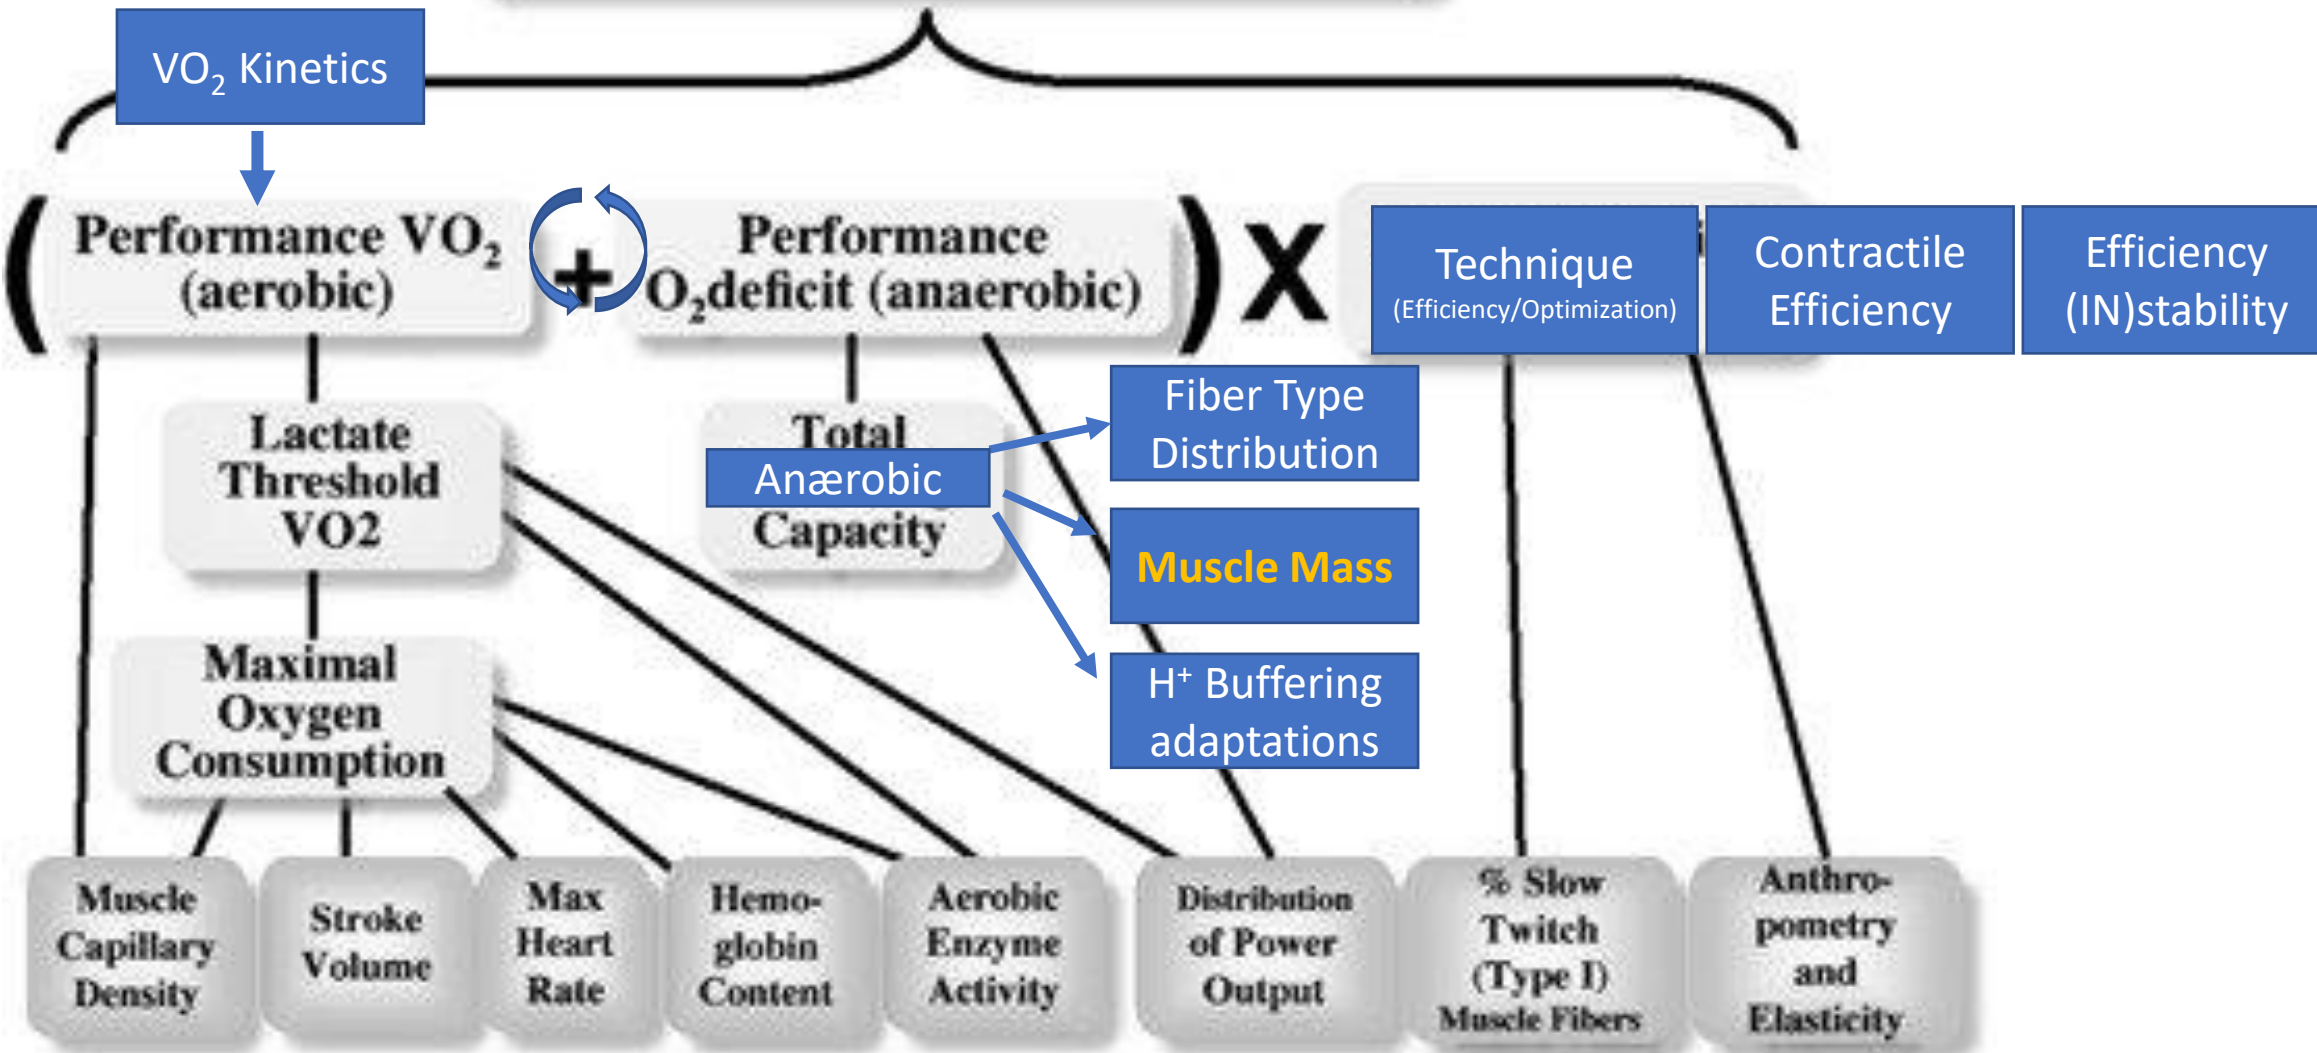 VO₂ Kinetics
(
Performance VO₂
(aerobic)
+
Performance
O₂deficit (anaerobic)
)
X
Technique
(Efficiency/Optimization)
Contractile
Efficiency
Efficiency
(IN)stability
Lactate
Threshold
VO2
Total
Anærobic
Capacity
Fiber Type
Distribution
Muscle Mass
H⁺ Buffering
adaptations
Maximal
Oxygen
Consumption
Muscle
Capillary
Density
Stroke
Volume
Max
Heart
Rate
Hemo-
globin
Content
Aerobic
Enzyme
Activity
Distribution
of Power
Output
% Slow
Twitch
(Type I)
Muscle Fibers
Anthro-
pometry
and
Elasticity